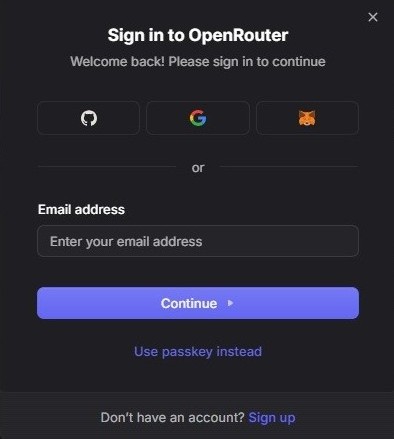 Sign in to OpenRouter
Welcome back! Please sign in to continue
or
Email address
Enter your email address
Continue
Use passkey instead
Don't have an account? Sign up